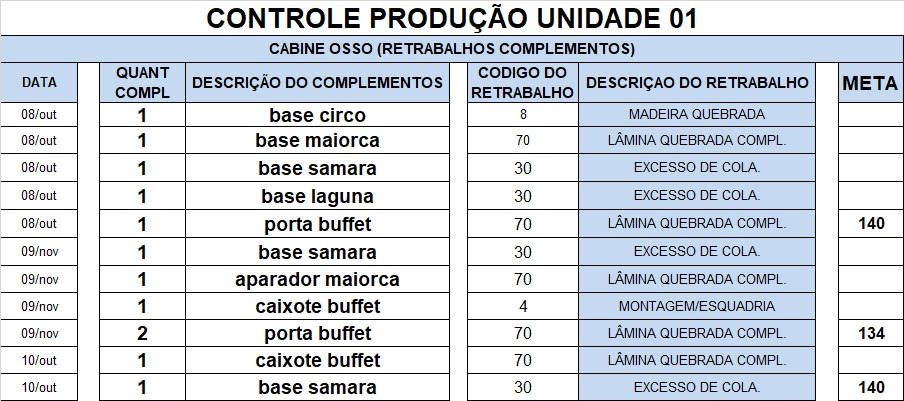 CONTROLE PRODUÇÃO UNIDADE 01
CABINE OSSO (RETRABALHOS COMPLEMENTOS)
DATA QUANT COMPL DESCRIÇÃO DO COMPLEMENTOS CODIGO DO RETRABALHO DESCRIÇAO DO RETRABALHO META
08/out 1 base circo 8 MADEIRA QUEBRADA
08/out 1 base maiorca 70 LÂMINA QUEBRADA COMPL.
08/out 1 base samara 30 EXCESSO DE COLA.
08/out 1 base laguna 30 EXCESSO DE COLA.
08/out 1 porta buffet 70 LÂMINA QUEBRADA COMPL. 140
09/nov 1 base samara 30 EXCESSO DE COLA.
09/nov 1 aparador maiorca 70 LÂMINA QUEBRADA COMPL.
09/nov 1 caixote buffet 4 MONTAGEM/ESQUADRIA
09/nov 2 porta buffet 70 LÂMINA QUEBRADA COMPL. 134
10/out 1 caixote buffet 70 LÂMINA QUEBRADA COMPL.
10/out 1 base samara 30 EXCESSO DE COLA. 140